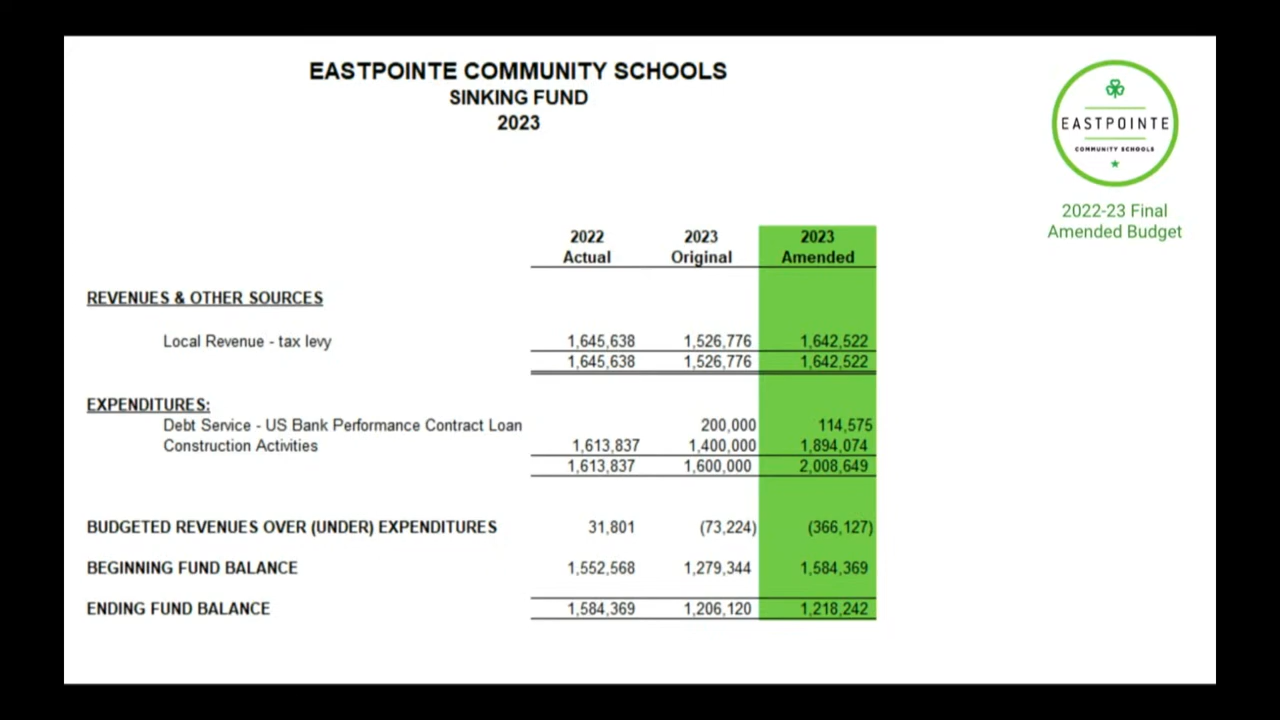 EASTPOINTE COMMUNITY SCHOOLS
SINKING FUND
2023
EASTPOINTE
COMMUNITY SCHOOLS
2022-23 Final
Amended Budget
2022 2023 2023
Actual Original Amended
REVENUES & OTHER SOURCES
Local Revenue - tax levy 1,645,638 1,526,776 1,642,522
1,645,638 1,526,776 1,642,522
EXPENDITURES:
Debt Service - US Bank Performance Contract Loan 200,000 114,575
Construction Activities 1,613,837 1,400,000 1,894,074
1,613,837 1,600,000 2,008,649
BUDGETED REVENUES OVER (UNDER) EXPENDITURES 31,801 (73,224) (366,127)
BEGINNING FUND BALANCE 1,552,568 1,279,344 1,584,369
ENDING FUND BALANCE 1,584,369 1,206,120 1,218,242